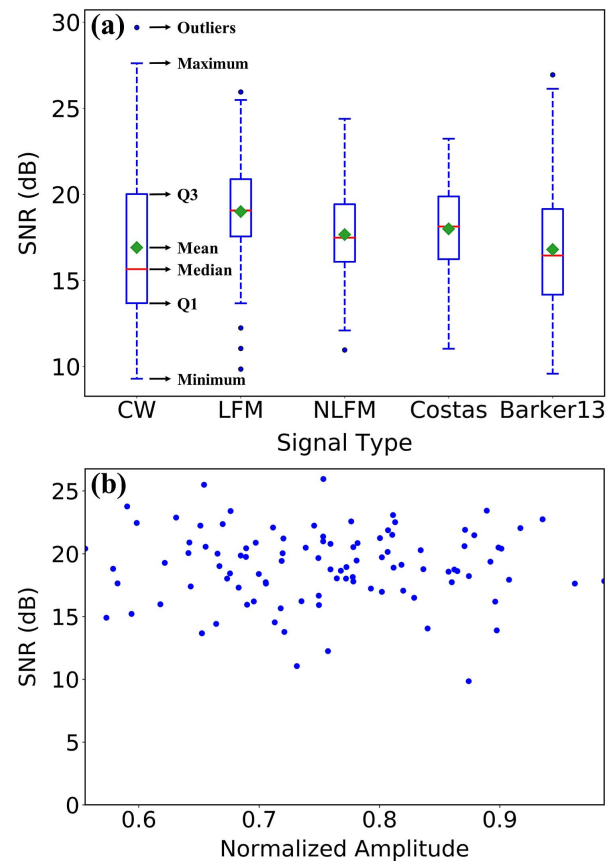 (a)
Outliers
Maximum
Q3
Mean
Median
Q1
Minimum
30
25
20
15
10
SNR (dB)
CW LFM NLFM Costas Barker13
Signal Type
(b)
25
20
15
10
5
0
SNR (dB)
0.6 0.7 0.8 0.9
Normalized Amplitude